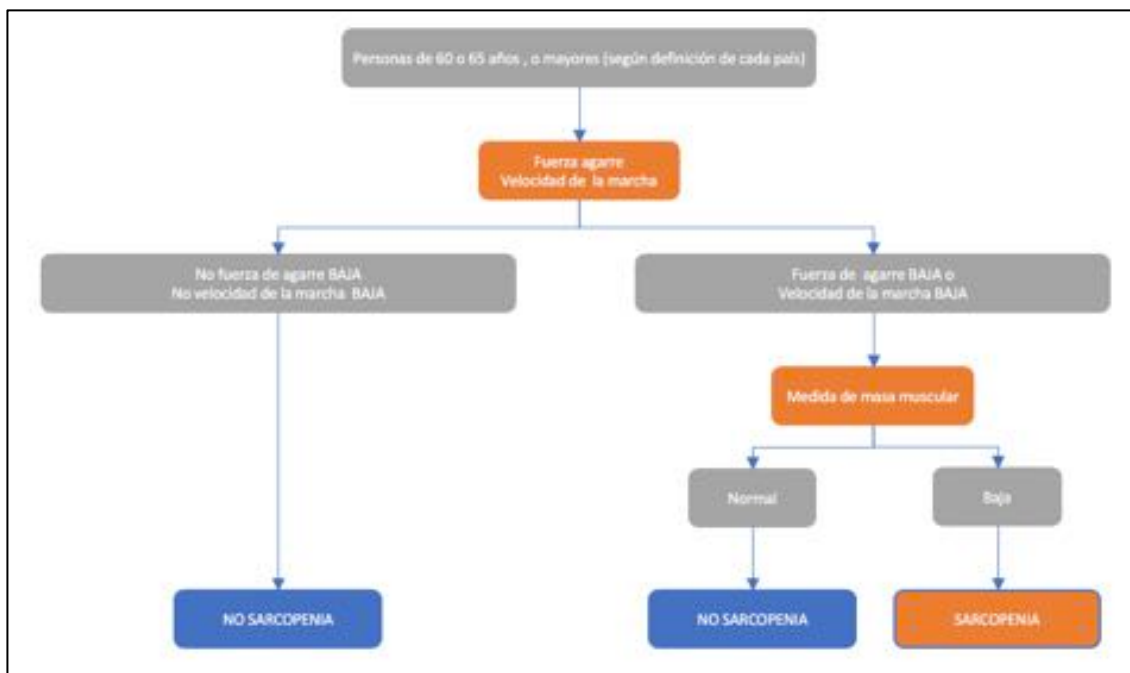 Personas de 60 o 65 años , o mayores (según definición de cada país)
Fuerza agarre
Velocidad de la marcha
No fuerza de agarre BAJA
No velocidad de la marcha BAJA
Fuerza de agarre BAJA o
Velocidad de la marcha BAJA
Medida de masa muscular
Normal
Baja
NO SARCOPENIA
NO SARCOPENIA
SARCOPENIA